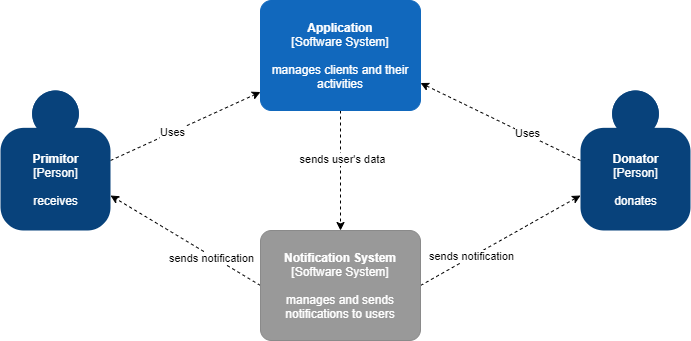 Application
[Software System]
manages clients and their
activities
Uses
Uses
Primitor
[Person]
receives
sends user's data
Donator
[Person]
donates
sends notification
sends notification
Notification System
[Software System]
manages and sends
notifications to users